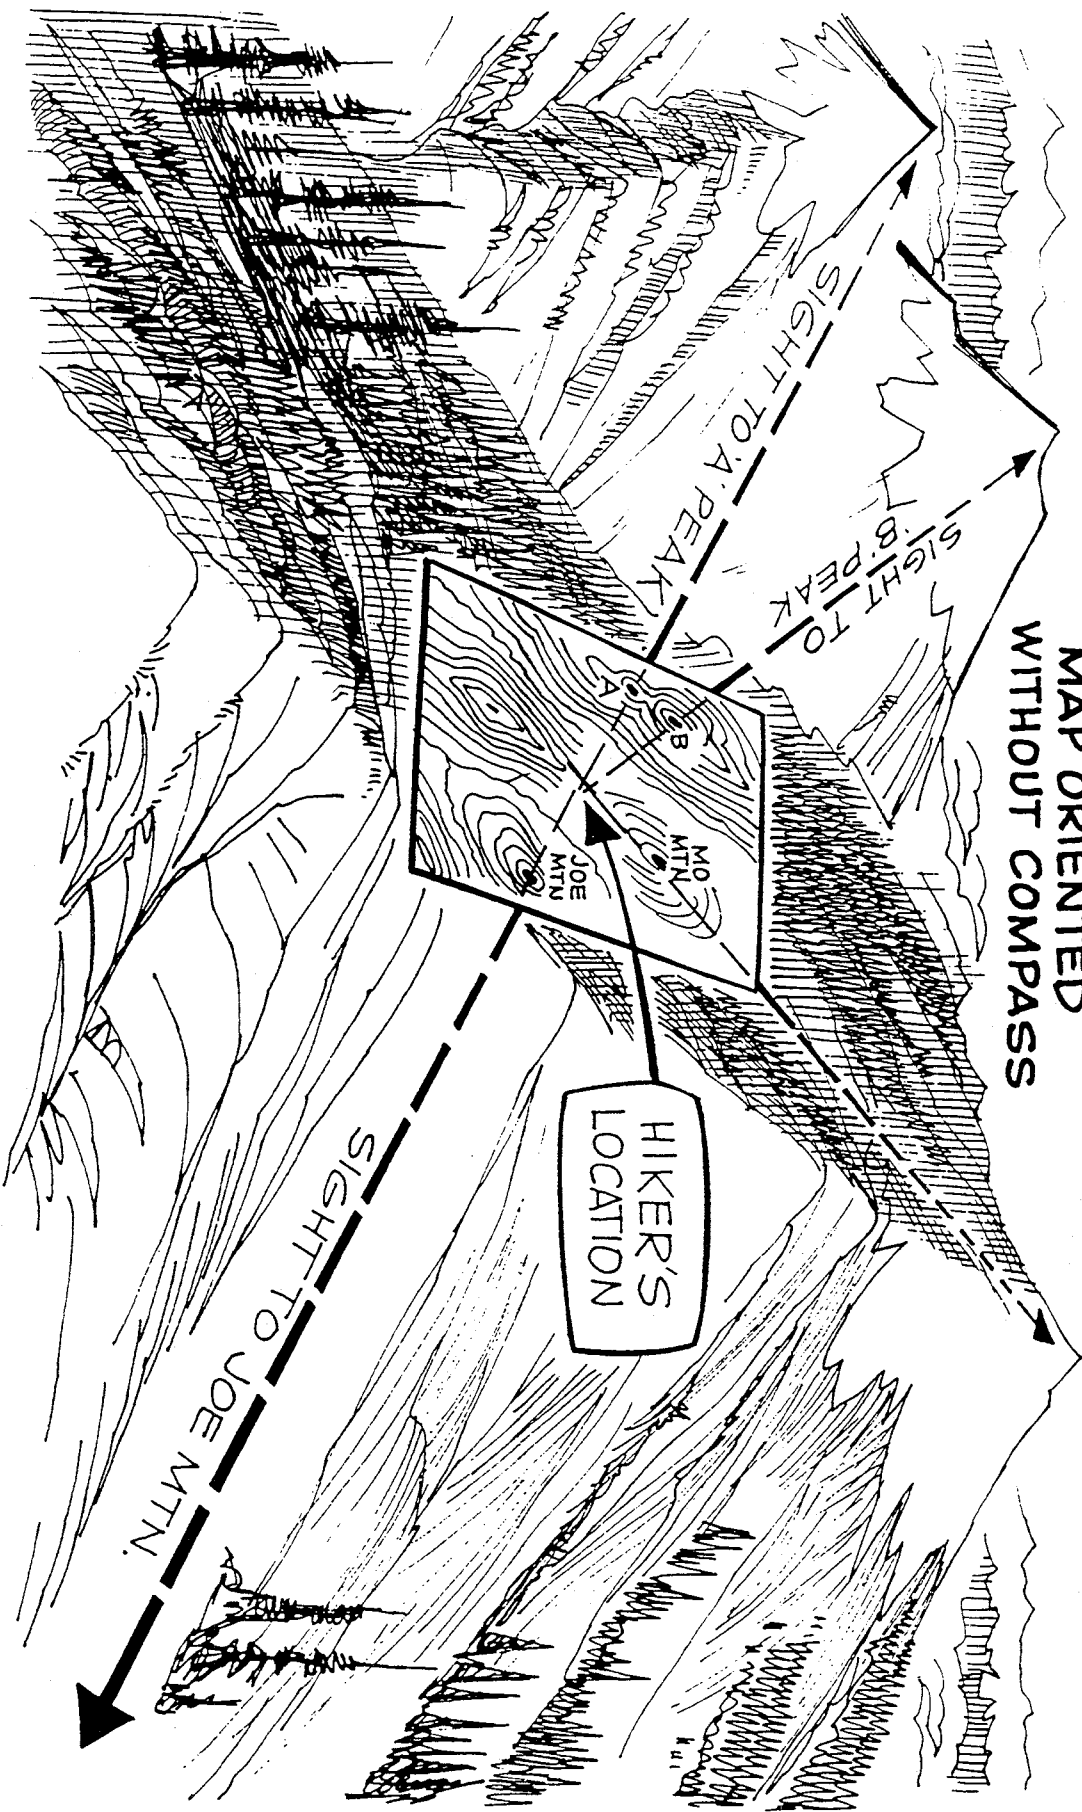 MAP ORIENTED
WITHOUT COMPASS
SIGHT TO 'A' PEAK
SIGHT TO
'B' PEAK
A
B
MO
MTN
JOE
MTN
HIKER'S
LOCATION
SIGHT TO JOE MTN.